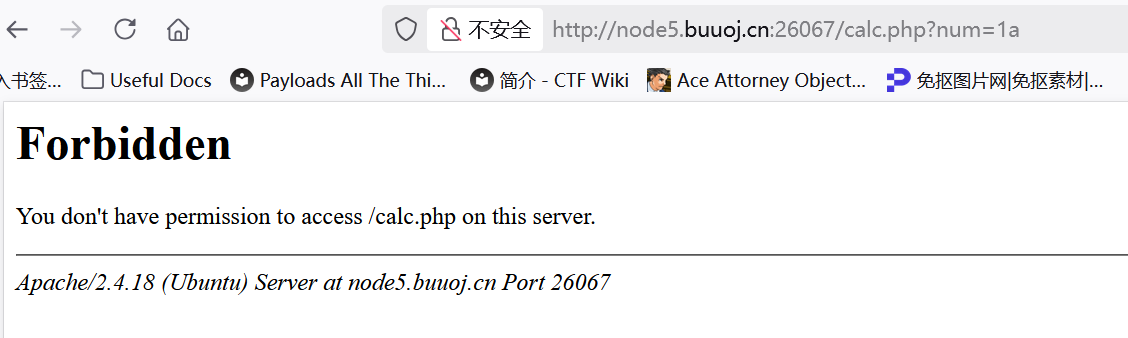 不安全 http://node5.buuoj.cn:26067/calc.php?num=1a
入书签... Useful Docs Payloads All The Thi... 简介 - CTF Wiki Ace Attorney Object... 免抠图片网|免抠素材|...
Forbidden
You don't have permission to access /calc.php on this server.
Apache/2.4.18 (Ubuntu) Server at node5.buuoj.cn Port 26067